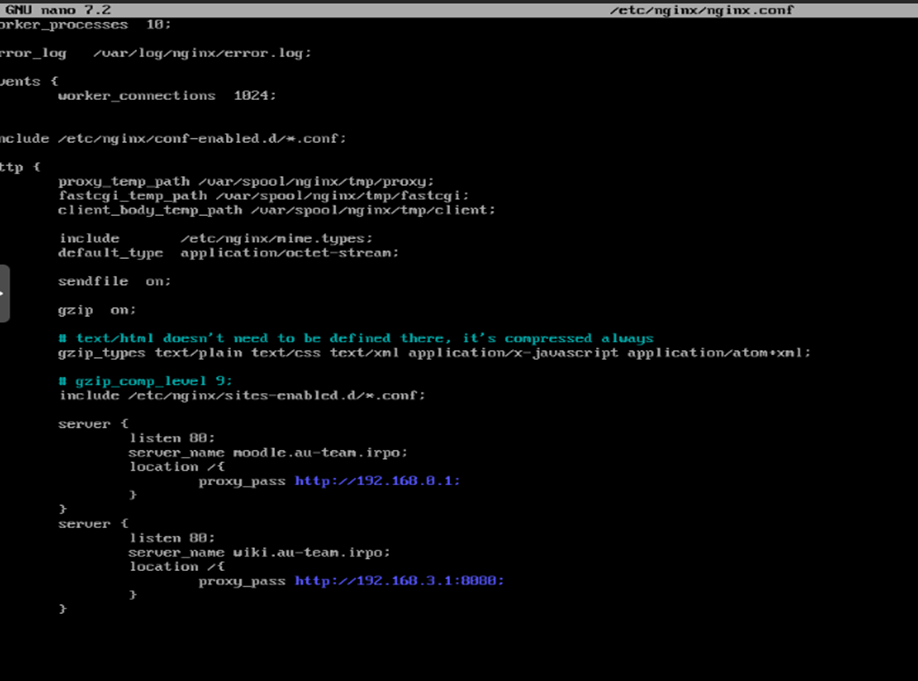 GNU nano 7.2 /etc/nginx/nginx.conf
orker_processes 10;
rror_log /var/log/nginx/error.log;
vents {
worker_connections 1024;
nclude /etc/nginx/conf-enabled.d/*.conf;
ttp {
proxy_temp_path /var/spool/nginx/tmp/proxy;
fastcgi_temp_path /var/spool/nginx/tmp/fastcgi;
client_body_temp_path /var/spool/nginx/tmp/client;
include /etc/nginx/mime.types;
default_type application/octet-stream;
sendfile on;
gzip on;
# text/html doesn't need to be defined there, it's compressed always
gzip_types text/plain text/css text/xml application/x-javascript application/atom+xml;
# gzip_comp_level 9;
include /etc/nginx/sites-enabled.d/*.conf;
server {
listen 80;
server_name moodle.au-team.irpo;
location /{
proxy_pass http://192.168.0.1;
}
}
server {
listen 80;
server_name wiki.au-team.irpo;
location /{
proxy_pass http://192.168.3.1:8080;
}
}